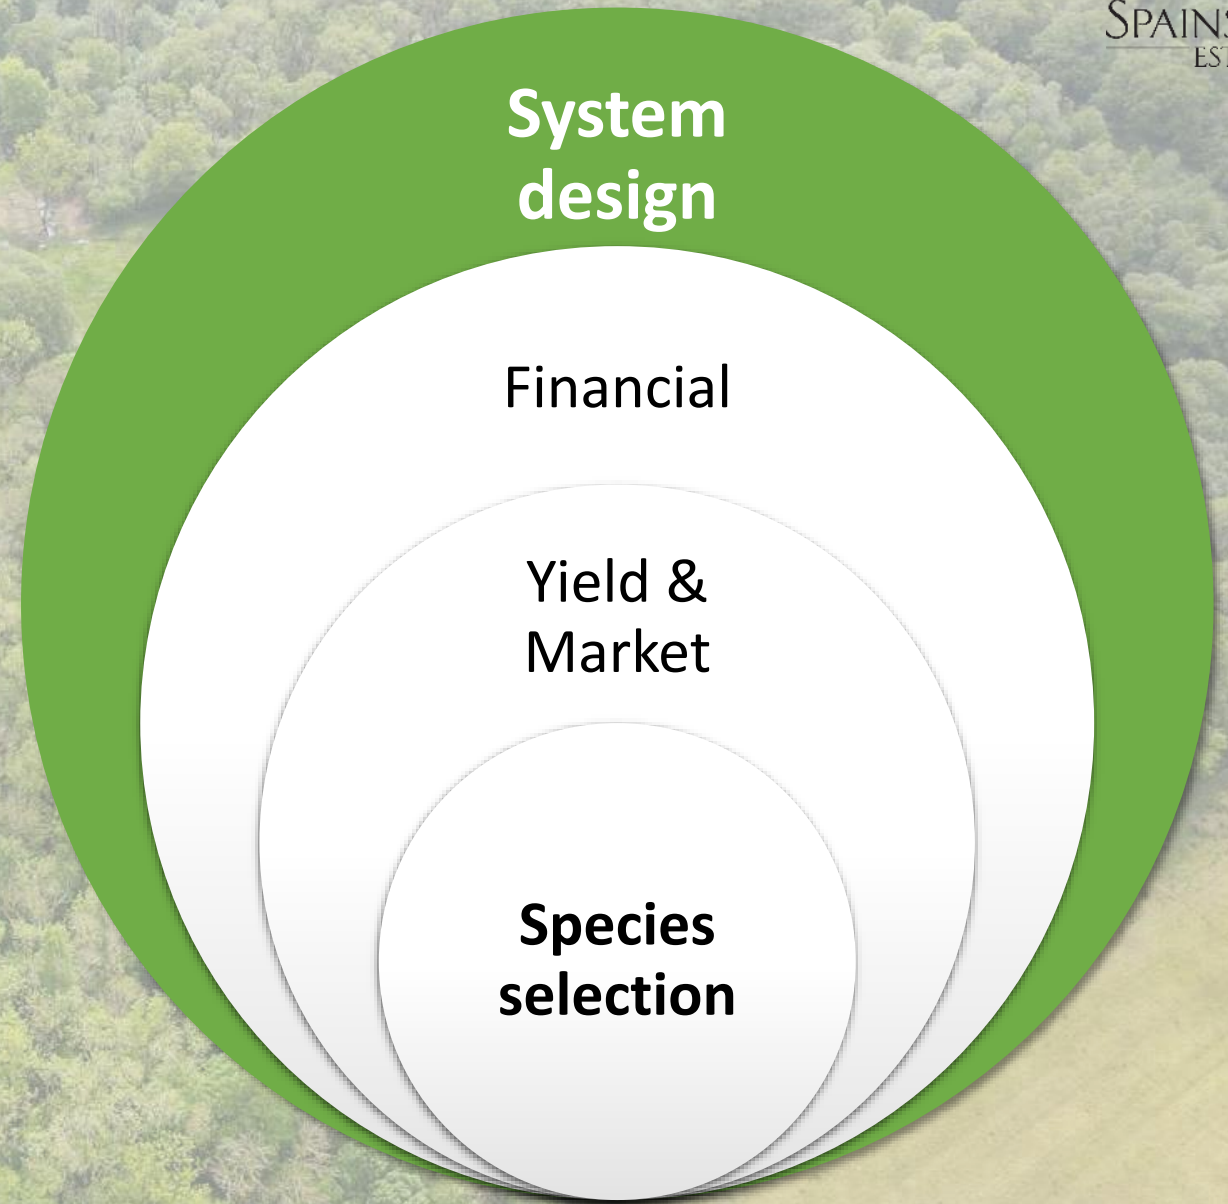 System
design
Financial
Yield &
Market
Species
selection